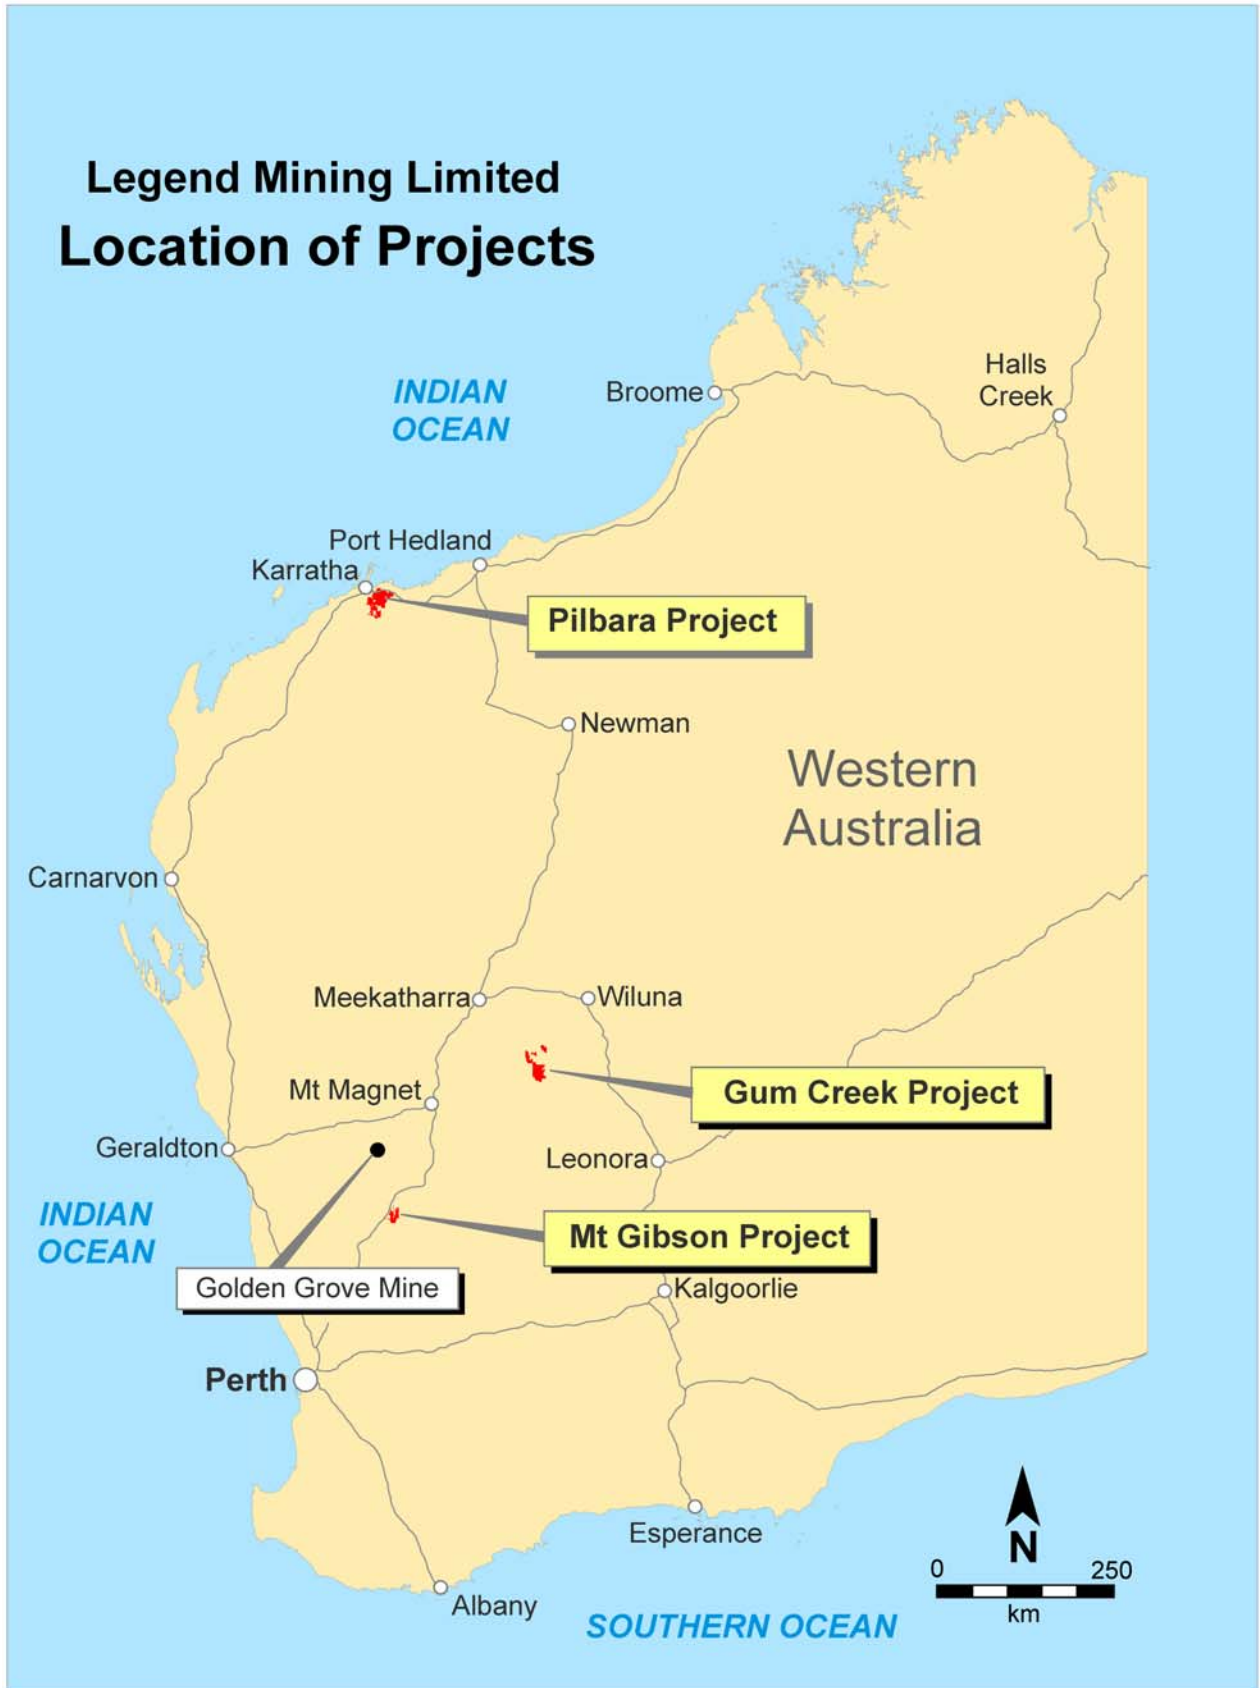 Legend Mining Limited
Location of Projects
INDIAN
OCEAN
Broome
Halls
Creek
Port Hedland
Karratha
Pilbara Project
Newman
Western
Australia
Carnarvon
Meekatharra
Wiluna
Mt Magnet
Gum Creek Project
Geraldton
Leonora
INDIAN
OCEAN
Mt Gibson Project
Golden Grove Mine
Kalgoorlie
Perth
Esperance
N
0 250
km
Albany
SOUTHERN OCEAN